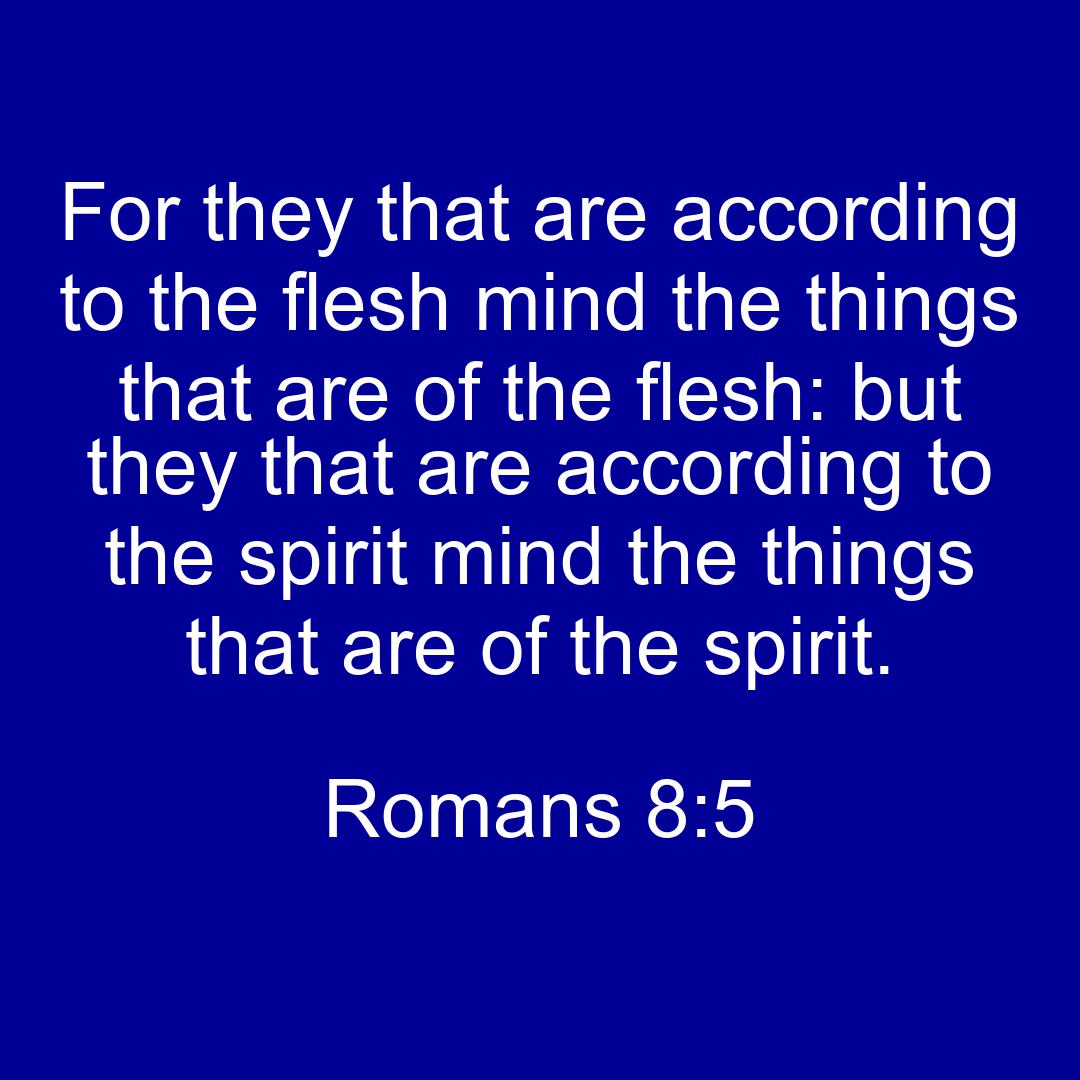 For they that are according
to the flesh mind the things
that are of the flesh: but
they that are according to
the spirit mind the things
that are of the spirit.
Romans 8:5